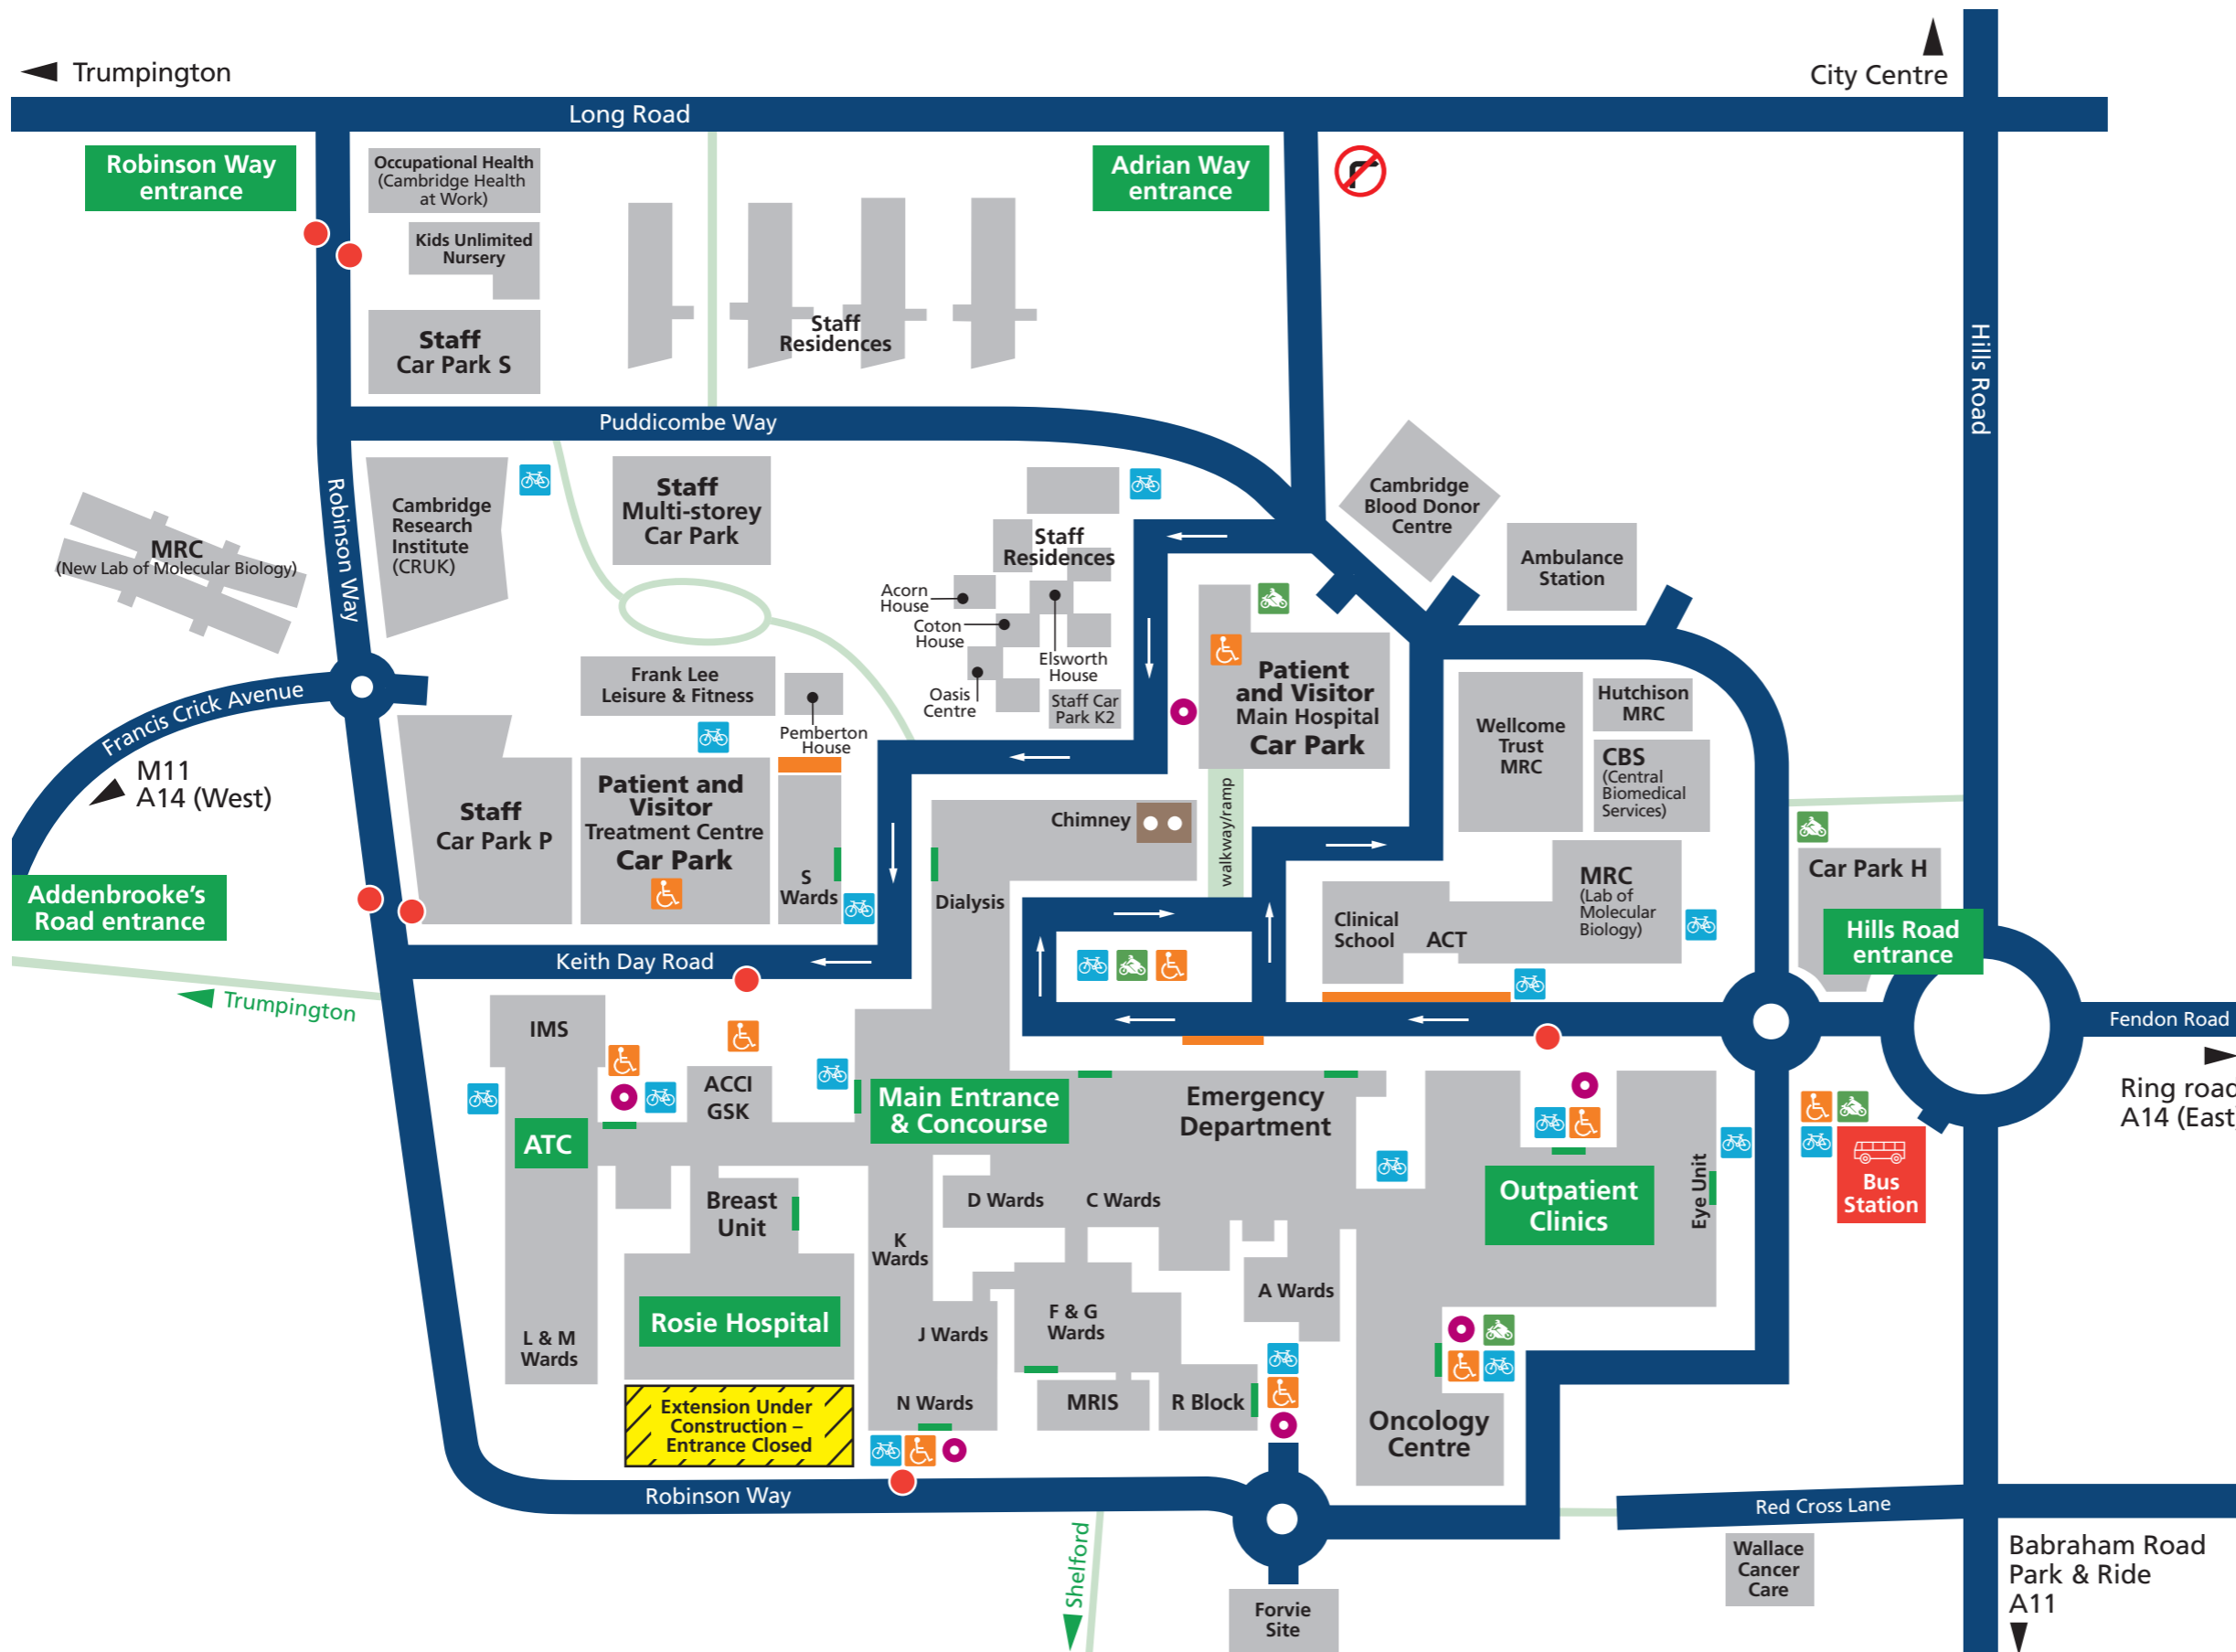 Trumpington
City Centre
Long Road
Robinson Way
entrance
Occupational Health
(Cambridge Health
at Work)
Adrian Way
entrance
Kids Unlimited
Nursery
Staff
Car Park S
Staff
Residences
Hills Road
Puddicombe Way
Robinson Way
Cambridge
Research
Institute
(CRUK)
Staff
Multi-storey
Car Park
Staff
Residences
Cambridge
Blood Donor
Centre
Ambulance
Station
MRC
(New Lab of Molecular Biology)
Acorn
House
Coton
House
Elsworth
House
Oasis
Centre
Staff Car
Park K2
Frank Lee
Leisure & Fitness
Pemberton
House
Patient
and Visitor
Main Hospital
Car Park
Wellcome
Trust
MRC
Hutchison
MRC
CBS
(Central
Biomedical
Services)
Francis Crick Avenue
M11
A14 (West)
Staff
Car Park P
Patient and
Visitor
Treatment Centre
Car Park
S
Wards
Chimney
walkway/ramp
Dialysis
Clinical
School
ACT
MRC
(Lab of
Molecular
Biology)
Car Park H
Addenbrooke's
Road entrance
Hills Road
entrance
Keith Day Road
Trumpington
Fendon Road
Ring road
A14 (East
IMS
ACCI
GSK
ATC
Main Entrance
& Concourse
Emergency
Department
Outpatient
Clinics
Eye Unit
Bus
Station
Breast
Unit
D Wards
C Wards
K
Wards
A Wards
Rosie Hospital
L & M
Wards
J Wards
F & G
Wards
Extension Under
Construction –
Entrance Closed
N Wards
MRIS
R Block
Oncology
Centre
Robinson Way
Red Cross Lane
Shelford
Forvie
Site
Wallace
Cancer
Care
Babraham Road
Park & Ride
A11